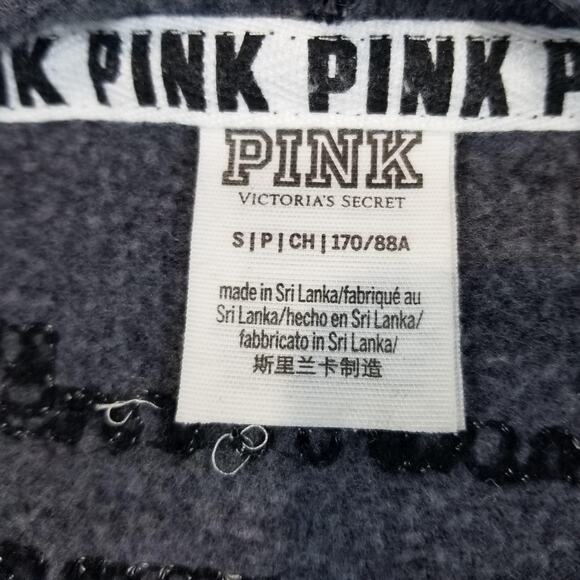 PINK PINK
PINK
VICTORIA'S SECRET
S|P|CH|170/88A
made in Sri Lanka/fabriqué au
Sri Lanka/hecho en Sri Lanka/
fabbricato in Sri Lanka/
斯里兰卡制造